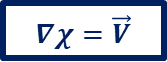 ∇χ = V⃗